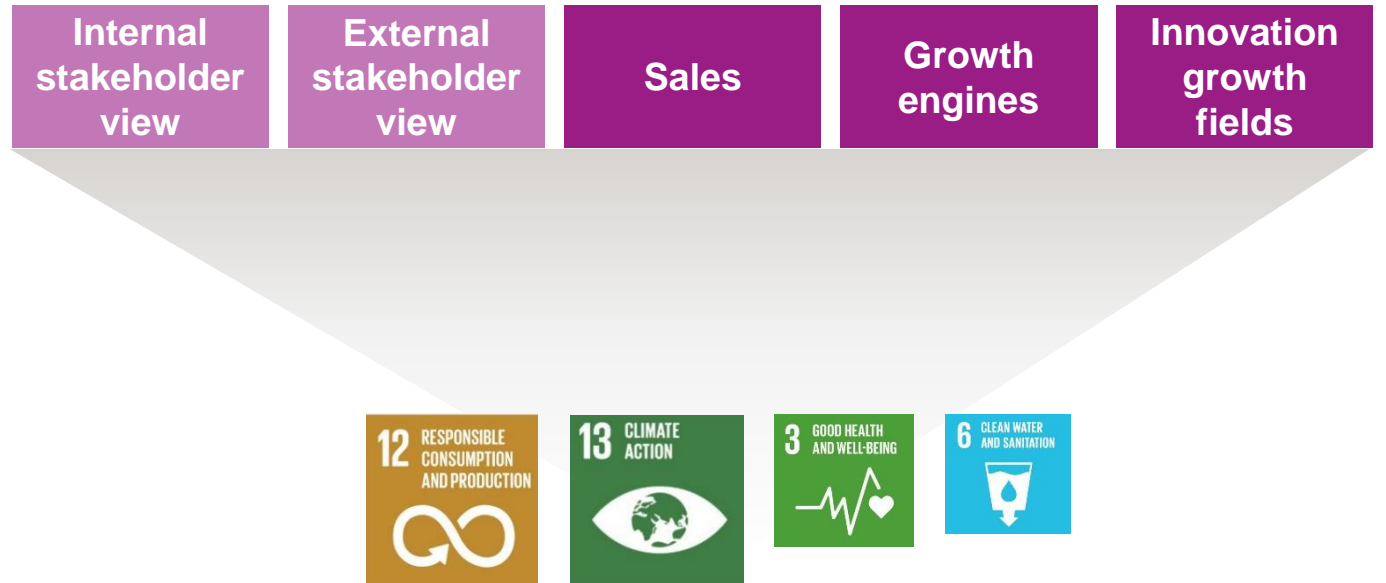 Internal
stakeholder
view
External
stakeholder
view
Sales
Growth
engines
Innovation
growth
fields
12 RESPONSIBLE
CONSUMPTION
AND PRODUCTION
13 CLIMATE
ACTION
3 GOOD HEALTH
AND WELL-BEING
6 CLEAN WATER
AND SANITATION